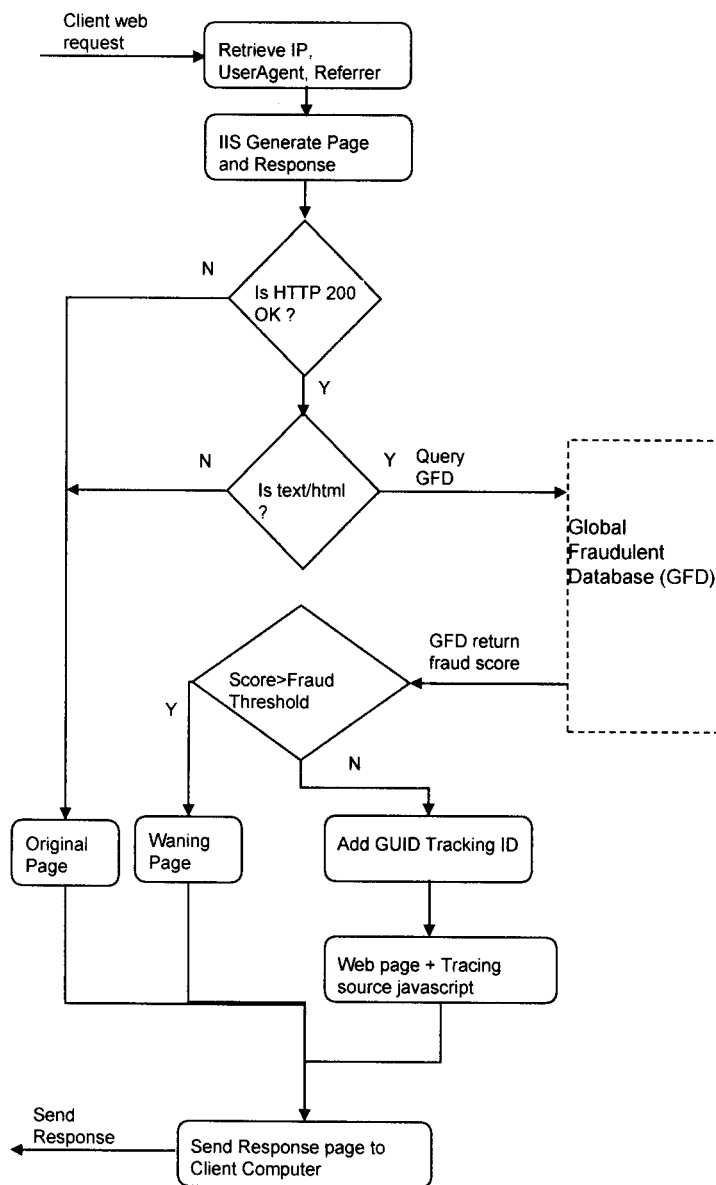 Client web
request
Retrieve IP,
UserAgent, Referrer
IIS Generate Page
and Response
N
Is HTTP 200
OK ?
Y
N
Is text/html
?
Y
Query
GFD
Global
Fraudulent
Database (GFD)
GFD return
fraud score
Score>Fraud
Threshold
Y
N
Original
Page
Waning
Page
Add GUID Tracking ID
Web page + Tracing
source javascript
Send
Response
Send Response page to
Client Computer